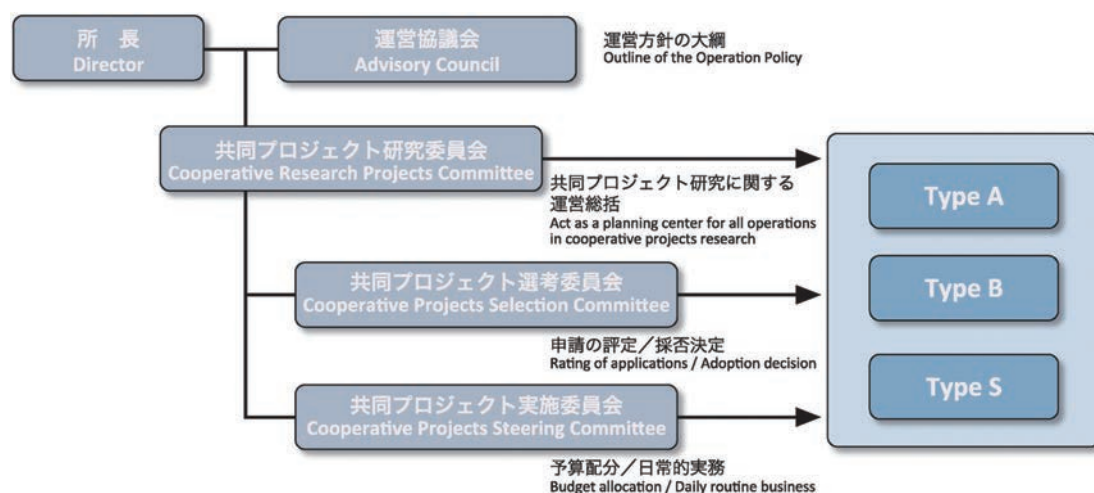 所 長
Director
運営協議会
Advisory Council
運営方針の大綱
Outline of the Operation Policy
共同プロジェクト研究委員会
Cooperative Research Projects Committee
共同プロジェクト研究に関する
運営総括
Act as a planning center for all operations
in cooperative projects research
共同プロジェクト選考委員会
Cooperative Projects Selection Committee
申請の評定／採否決定
Rating of applications / Adoption decision
共同プロジェクト実施委員会
Cooperative Projects Steering Committee
予算配分／日常的実務
Budget allocation / Daily routine business
Type A
Type B
Type S